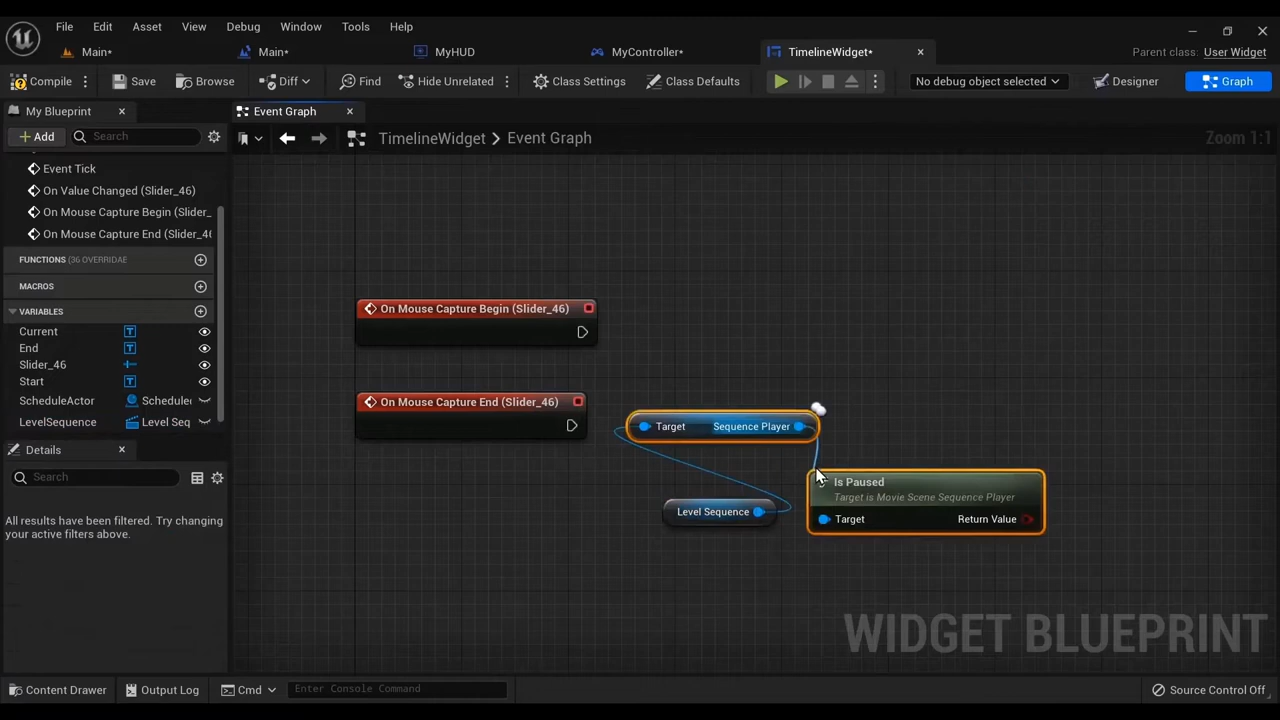 File Edit Asset View Debug Window Tools Help
Main* Main* MyHUD MyController* TimelineWidget* Parent class: User Widget
Compile Save Browse Diff Find Hide Unrelated Class Settings Class Defaults No debug object selected Designer Graph
My Blueprint Event Graph
Add Search TimelineWidget > Event Graph Zoom 1:1
Event Tick
On Value Changed (Slider_46)
On Mouse Capture Begin (Slider_
On Mouse Capture End (Slider_46
FUNCTIONS (36 OVERRIDAE
MACROS
VARIABLES
Current
End
Slider_46
Start
ScheduleActor Schedule
LevelSequence Level Seq
Details
Search
All results have been filtered. Try changing
your active filters above.
On Mouse Capture Begin (Slider_46)
On Mouse Capture End (Slider_46)
Target Sequence Player
Level Sequence
Is Paused
Target is Movie Scene Sequence Player
Target Return Value
WIDGET BLUEPRINT
Content Drawer Output Log Cmd Enter Console Command Source Control Off